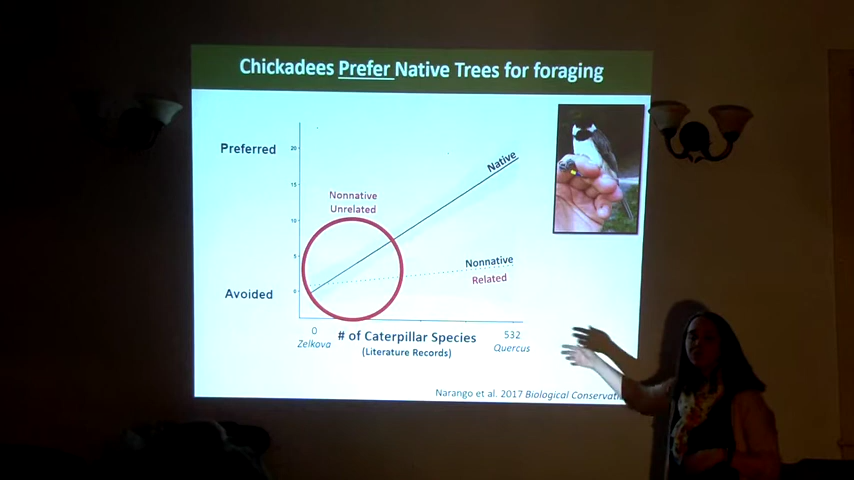 Chickadees Prefer Native Trees for foraging
Preferred
20
15
10
5
0
Avoided
Nonnative
Unrelated
Native
Nonnative
Related
0
Zelkova
# of Caterpillar Species
(Literature Records)
532
Quercus
Narango et al. 2017 Biological